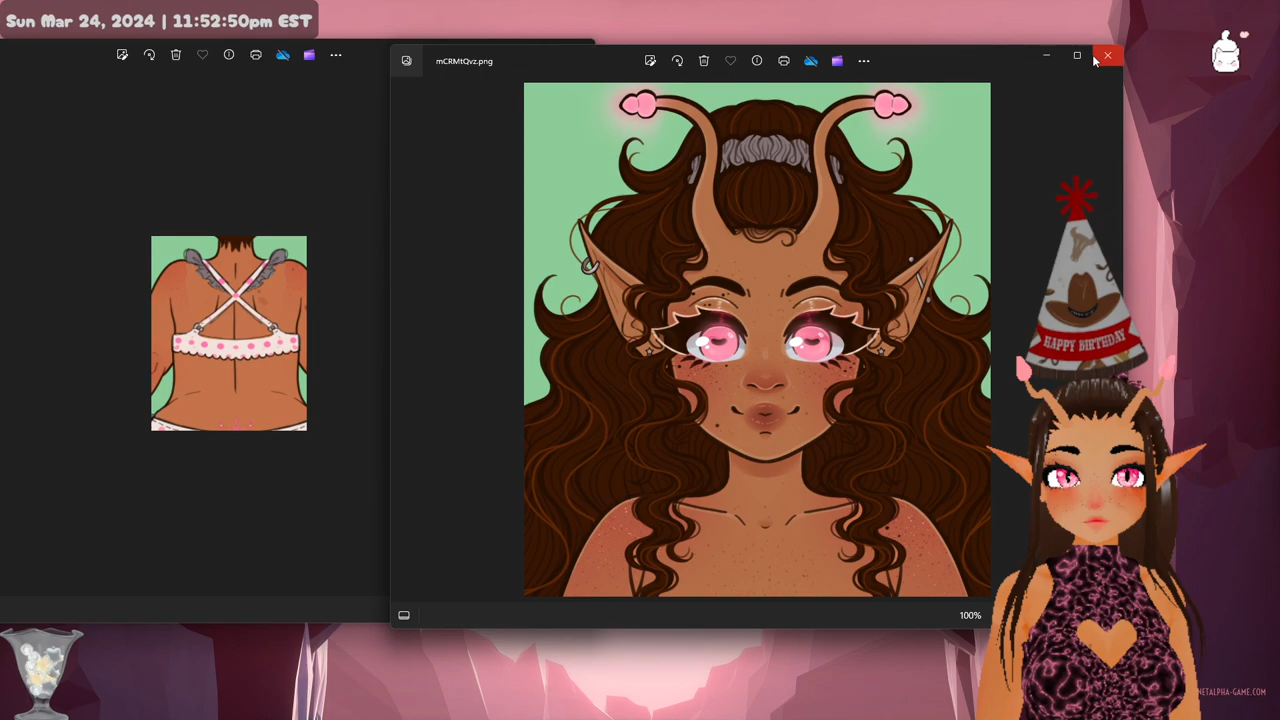 Sun Mar 24, 2024 | 11:52:50pm EST
mCRMtQvz.png
HAPPY BIRTHDAY
100%
NETALPHA-GAME.COM